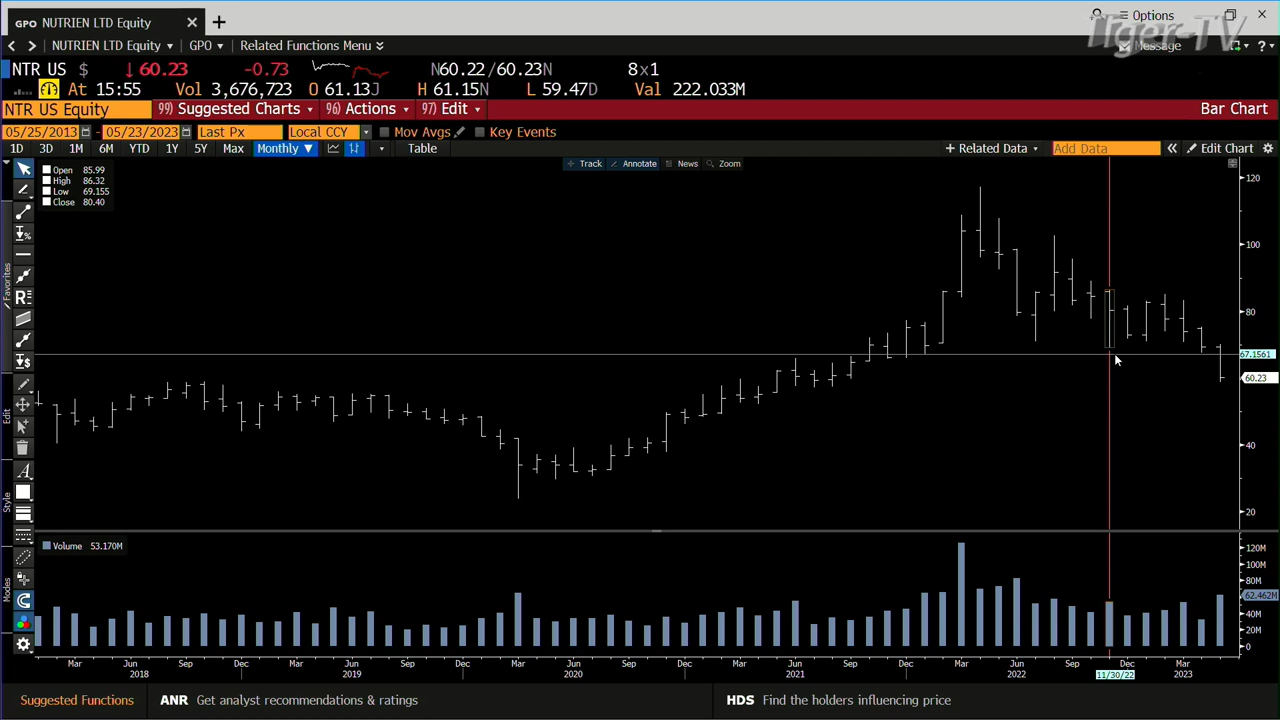 GPO NUTRIEN LTD Equity
Options
Tiger-TV
NUTRIEN LTD Equity GPO Related Functions Menu Message
NTR US $ ↓60.23 -0.73 N60.22/60.23N 8x1
At 15:55 Vol 3,676,723 O 61.13J H 61.15N L 59.47D Val 222.033M
NTR US Equity 99) Suggested Charts 96) Actions 97) Edit Bar Chart
05/25/2013 - 05/23/2023 Last Px Local CCY Mov Avgs Key Events
1D 3D 1M 6M YTD 1Y 5Y Max Monthly ▼ Table + Related Data Add Data « Edit Chart
Track Annotate News Zoom
Open 85.99
High 86.32
Low 69.155
Close 80.40
120
100
80
67.1561
60.23
40
20
Favorites
Edit
Style
Modes
Volume 53.170M
120M
100M
80M
62.462M
40M
20M
0
Mar Jun Sep Dec Mar Jun Sep Dec Mar Jun Sep Dec Mar Jun Sep Dec Mar Jun Sep Dec Mar
2018 2019 2020 2021 2022 11/30/22 2023
Suggested Functions ANR Get analyst recommendations & ratings HDS Find the holders influencing price